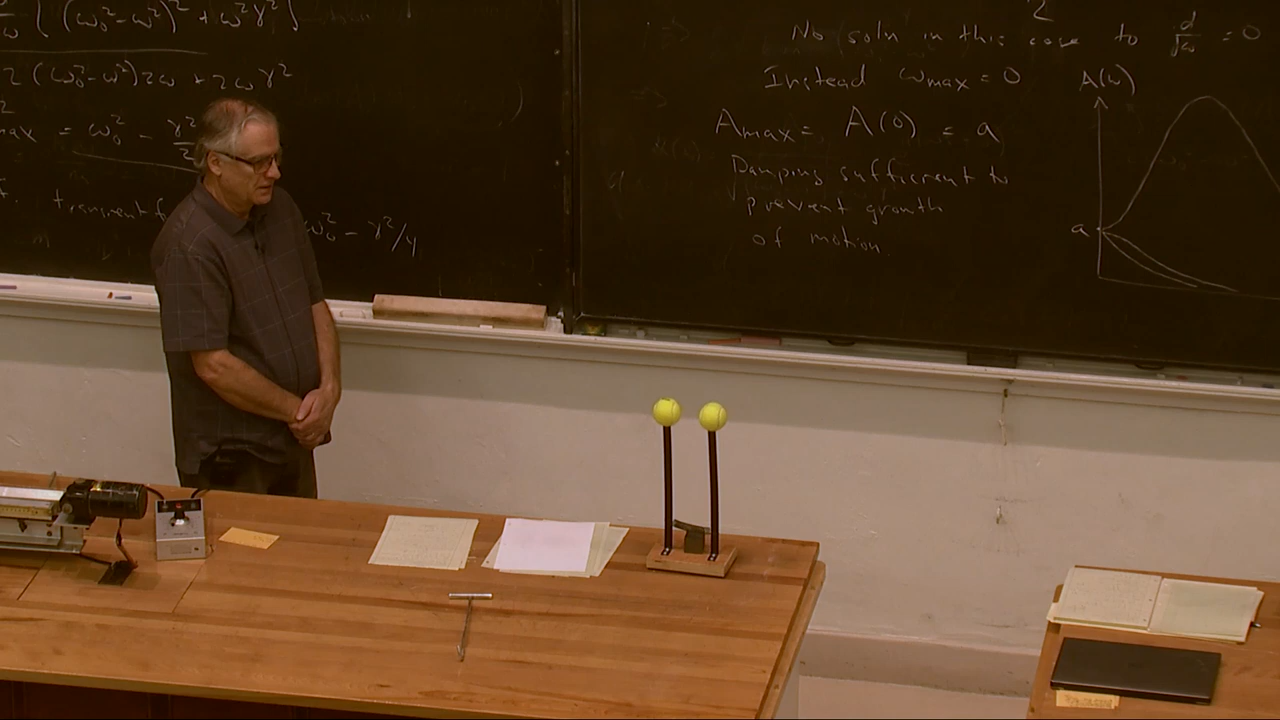 [(ω₀²-ω²)² + ω²γ²]
2(ω₀²-ω²)2ω + 2ωγ²
max = ω₀² - γ²/2
transient
ω₀² - γ²/4
2
No soln in this case to d/dω = 0
Instead ωmax = 0
Amax = A(0) = a
Damping sufficient to
prevent growth
of motion
A(ω)
a